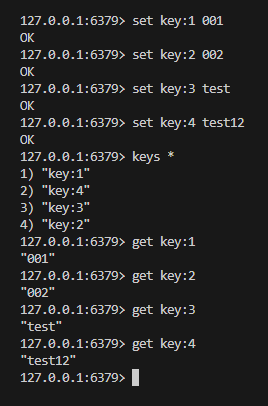 127.0.0.1:6379> set key:1 001
OK
127.0.0.1:6379> set key:2 002
OK
127.0.0.1:6379> set key:3 test
OK
127.0.0.1:6379> set key:4 test12
OK
127.0.0.1:6379> keys *
1) "key:1"
2) "key:4"
3) "key:3"
4) "key:2"
127.0.0.1:6379> get key:1
"001"
127.0.0.1:6379> get key:2
"002"
127.0.0.1:6379> get key:3
"test"
127.0.0.1:6379> get key:4
"test12"
127.0.0.1:6379>